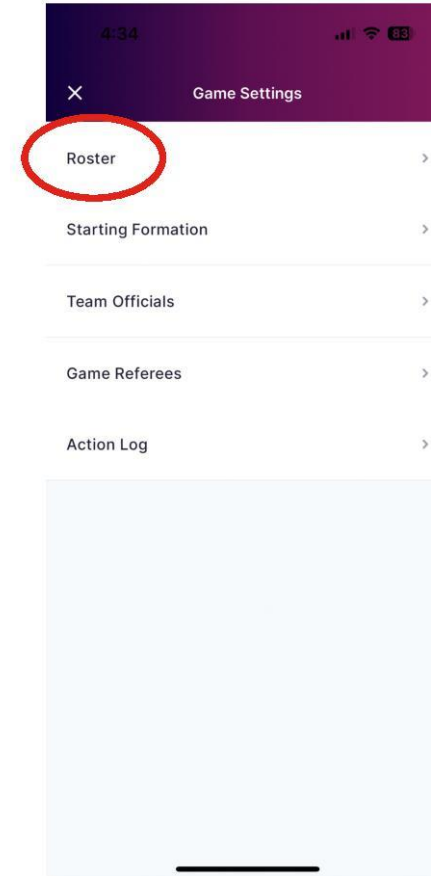 4:34
83
Game Settings
Roster
Starting Formation
Team Officials
Game Referees
Action Log